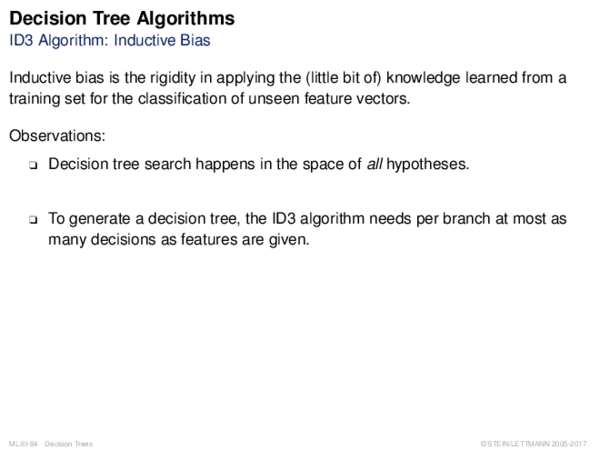 Decision Tree Algorithms
ID3 Algorithm: Inductive Bias
Inductive bias is the rigidity in applying the (little bit of) knowledge learned from a
training set for the classification of unseen feature vectors.
Observations:
❑ Decision tree search happens in the space of all hypotheses.
❑ To generate a decision tree, the ID3 algorithm needs per branch at most as
many decisions as features are given.
ML:III-64 Decision Trees © STEIN/LETTMANN 2005-2017